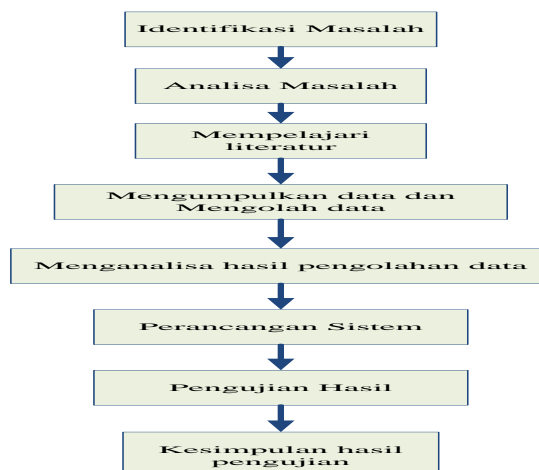 Identifikasi Masalah
Analisa Masalah
Mempelajari
literatur
Mengumpulkan data dan
Mengolah data
Menganalisa hasil pengolahan data
Perancangan Sistem
Pengujian Hasil
Kesimpulan hasil
pengujian